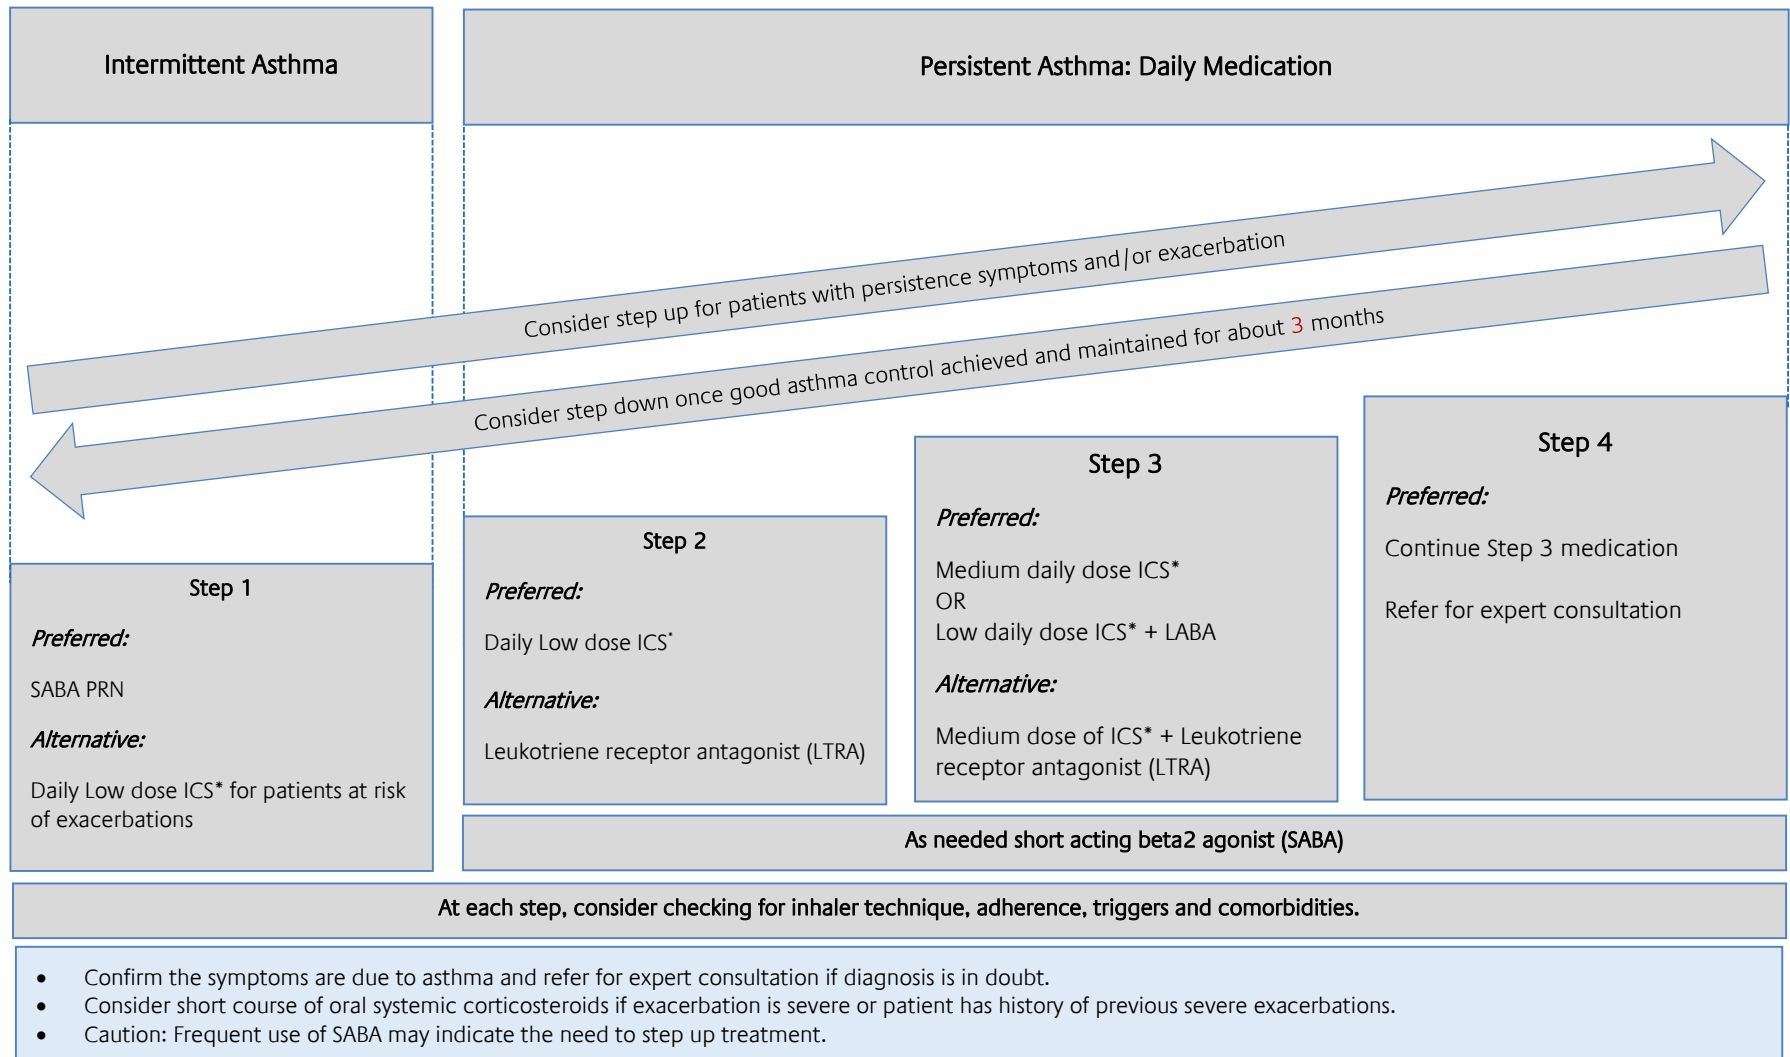 Intermittent Asthma
Persistent Asthma: Daily Medication
Consider step up for patients with persistence symptoms and/or exacerbation
Consider step down once good asthma control achieved and maintained for about 3 months
Step 1
Preferred:
SABA PRN
Alternative:
Daily Low dose ICS* for patients at risk
of exacerbations
Step 2
Preferred:
Daily Low dose ICS*
Alternative:
Leukotriene receptor antagonist (LTRA)
Step 3
Preferred:
Medium daily dose ICS*
OR
Low daily dose ICS* + LABA
Alternative:
Medium dose of ICS* + Leukotriene
receptor antagonist (LTRA)
Step 4
Preferred:
Continue Step 3 medication
Refer for expert consultation
As needed short acting beta2 agonist (SABA)
At each step, consider checking for inhaler technique, adherence, triggers and comorbidities.
• Confirm the symptoms are due to asthma and refer for expert consultation if diagnosis is in doubt.
• Consider short course of oral systemic corticosteroids if exacerbation is severe or patient has history of previous severe exacerbations.
• Caution: Frequent use of SABA may indicate the need to step up treatment.